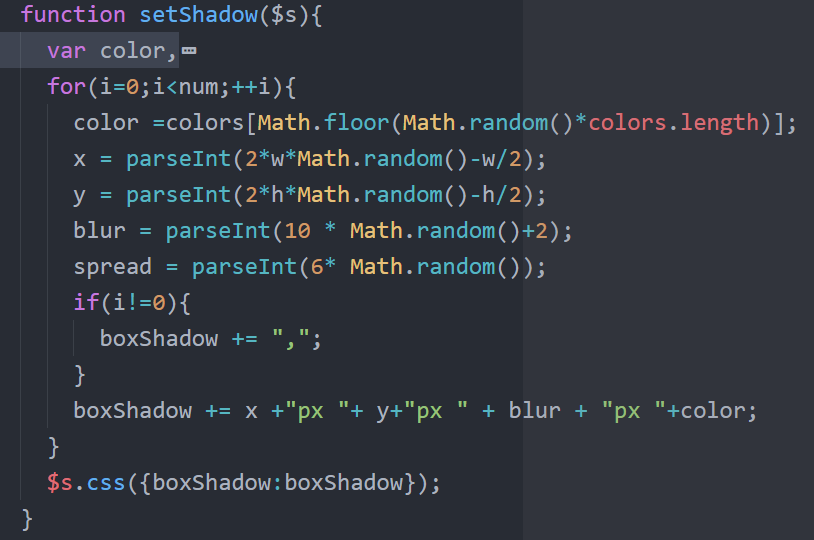 function setShadow($s){
var color,⋯
for(i=0;i<num;++i){
color =colors[Math.floor(Math.random()*colors.length)];
x = parseInt(2*w*Math.random()-w/2);
y = parseInt(2*h*Math.random()-h/2);
blur = parseInt(10 * Math.random()+2);
spread = parseInt(6* Math.random());
if(i!=0){
boxShadow += ",";
}
boxShadow += x +"px "+ y+"px " + blur + "px "+color;
}
$s.css({boxShadow:boxShadow});
}